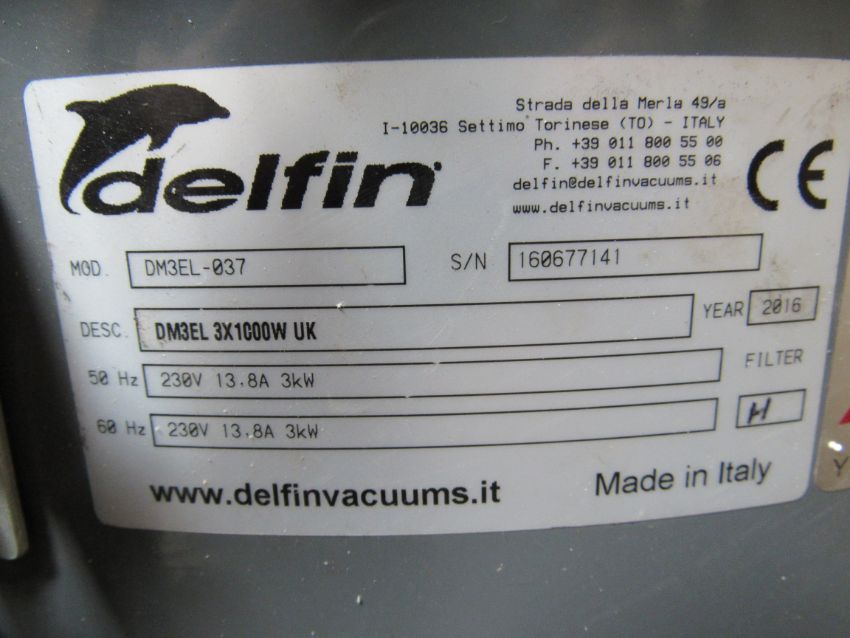 delfin
Strada della Merla 49/a
I-10036 Settimo Torinese (TO) - ITALY
Ph. +39 011 800 55 00
F. +39 011 800 55 06
delfin@delfinvacuums.it
www.delfinvacuums.it
CE
MOD. DM3EL-037
S/N 160677141
DESC. DM3EL 3X1000W UK
YEAR 2016
50 Hz 230V 13.8A 3kW
FILTER
60 Hz 230V 13.8A 3kW
H
www.delfinvacuums.it
Made in Italy
Y